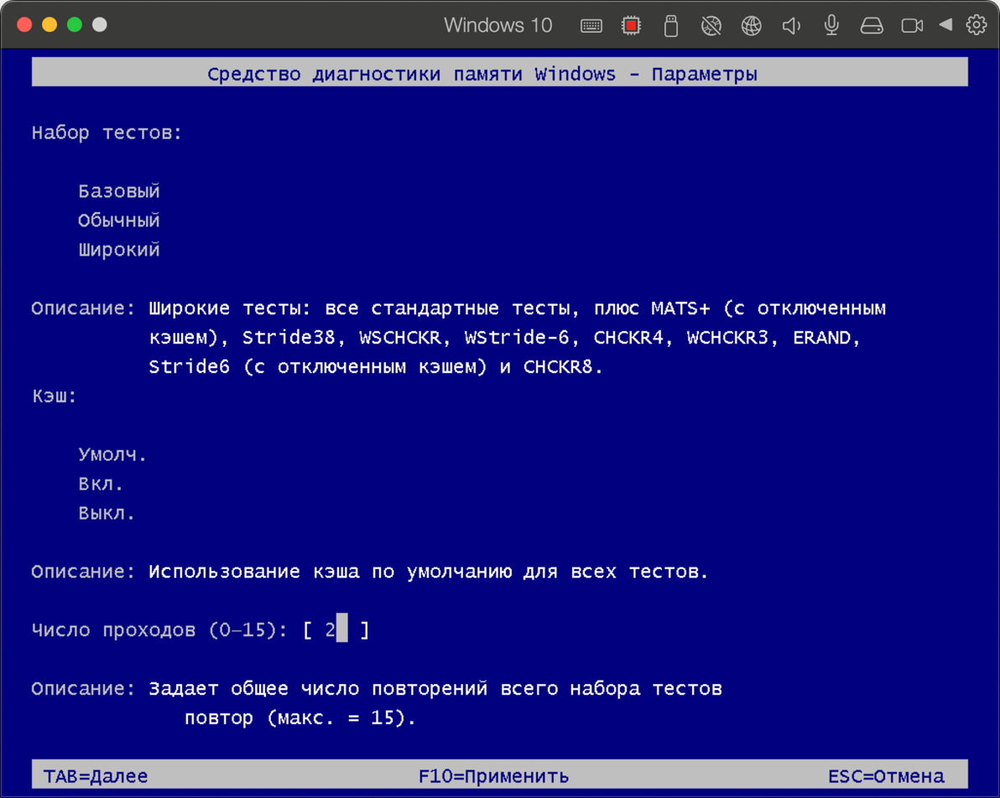 Windows 10
Средство диагностики памяти Windows - Параметры
Набор тестов:
Базовый
Обычный
Широкий
Описание: Широкие тесты: все стандартные тесты, плюс MATS+ (с отключенным
кэшем), Stride38, WSCHCKR, WStride-6, CHCKR4, WCHCKR3, ERAND,
Stride6 (с отключенным кэшем) и CHCKR8.
Кэш:
Умолч.
Вкл.
Выкл.
Описание: Использование кэша по умолчанию для всех тестов.
Число проходов (0–15): [ 2 ]
Описание: Задает общее число повторений всего набора тестов
повтор (макс. = 15).
TAB=Далее F10=Применить ESC=Отмена